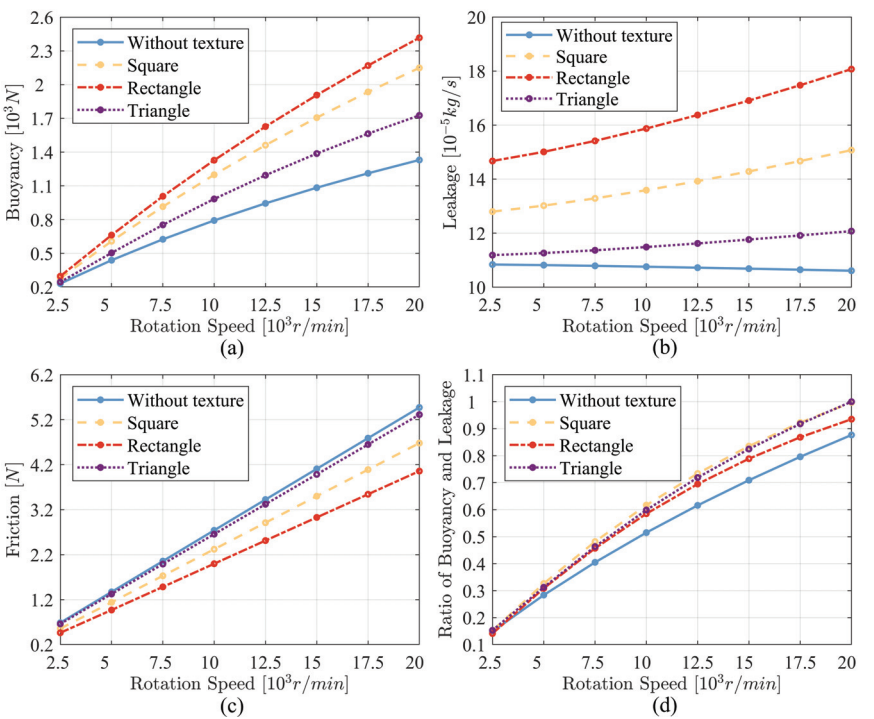 2.6
2.3
2
1.7
1.4
1.1
0.8
0.5
0.2
Buoyancy [10³N]
Without texture
Square
Rectangle
Triangle
2.5 5 7.5 10 12.5 15 17.5 20
Rotation Speed [10³r/min]
(a)
20
18
16
14
12
10
Leakage [10⁻⁵kg/s]
Without texture
Square
Rectangle
Triangle
2.5 5 7.5 10 12.5 15 17.5 20
Rotation Speed [10³r/min]
(b)
6.2
5.2
4.2
3.2
2.2
1.2
0.2
Friction [N]
Without texture
Square
Rectangle
Triangle
2.5 5 7.5 10 12.5 15 17.5 20
Rotation Speed [10³r/min]
(c)
1.1
1
0.9
0.8
0.7
0.6
0.5
0.4
0.3
0.2
0.1
Ratio of Buoyancy and Leakage
Without texture
Square
Rectangle
Triangle
2.5 5 7.5 10 12.5 15 17.5 20
Rotation Speed [10³r/min]
(d)